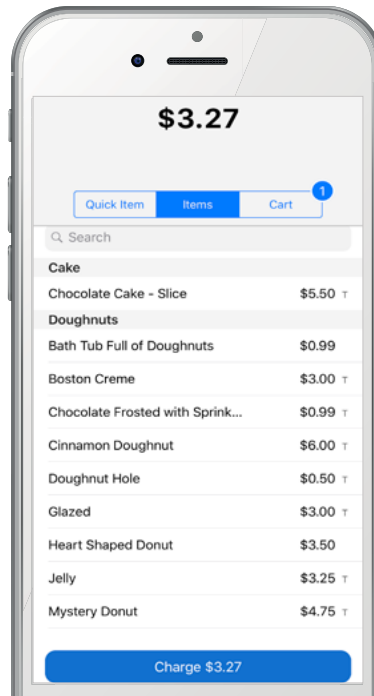 $3.27
Quick Item Items Cart 1
Search
Cake
Chocolate Cake - Slice $5.50 T
Doughnuts
Bath Tub Full of Doughnuts $0.99
Boston Creme $3.00 T
Chocolate Frosted with Sprink... $0.99 T
Cinnamon Doughnut $6.00 T
Doughnut Hole $0.50 T
Glazed $3.00 T
Heart Shaped Donut $3.50
Jelly $3.25 T
Mystery Donut $4.75 T
Charge $3.27